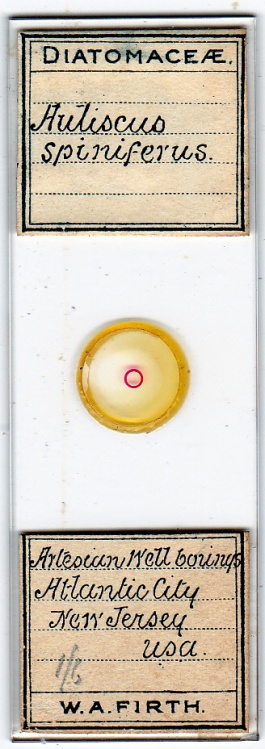 DIATOMACEÆ.
Auliscus
spiniferus.
Artesian Well borings
Atlantic City
New Jersey
usa.
1/6
W.A. FIRTH.